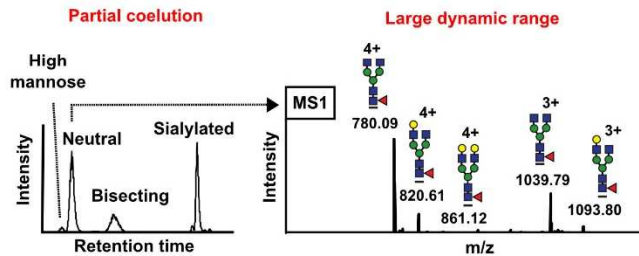 Partial coelution
High
mannose
Neutral
Bisecting
Sialylated
Intensity
Retention time
Large dynamic range
MS1
Intensity
4+
780.09
4+
820.61
4+
861.12
3+
1039.79
3+
1093.80
m/z